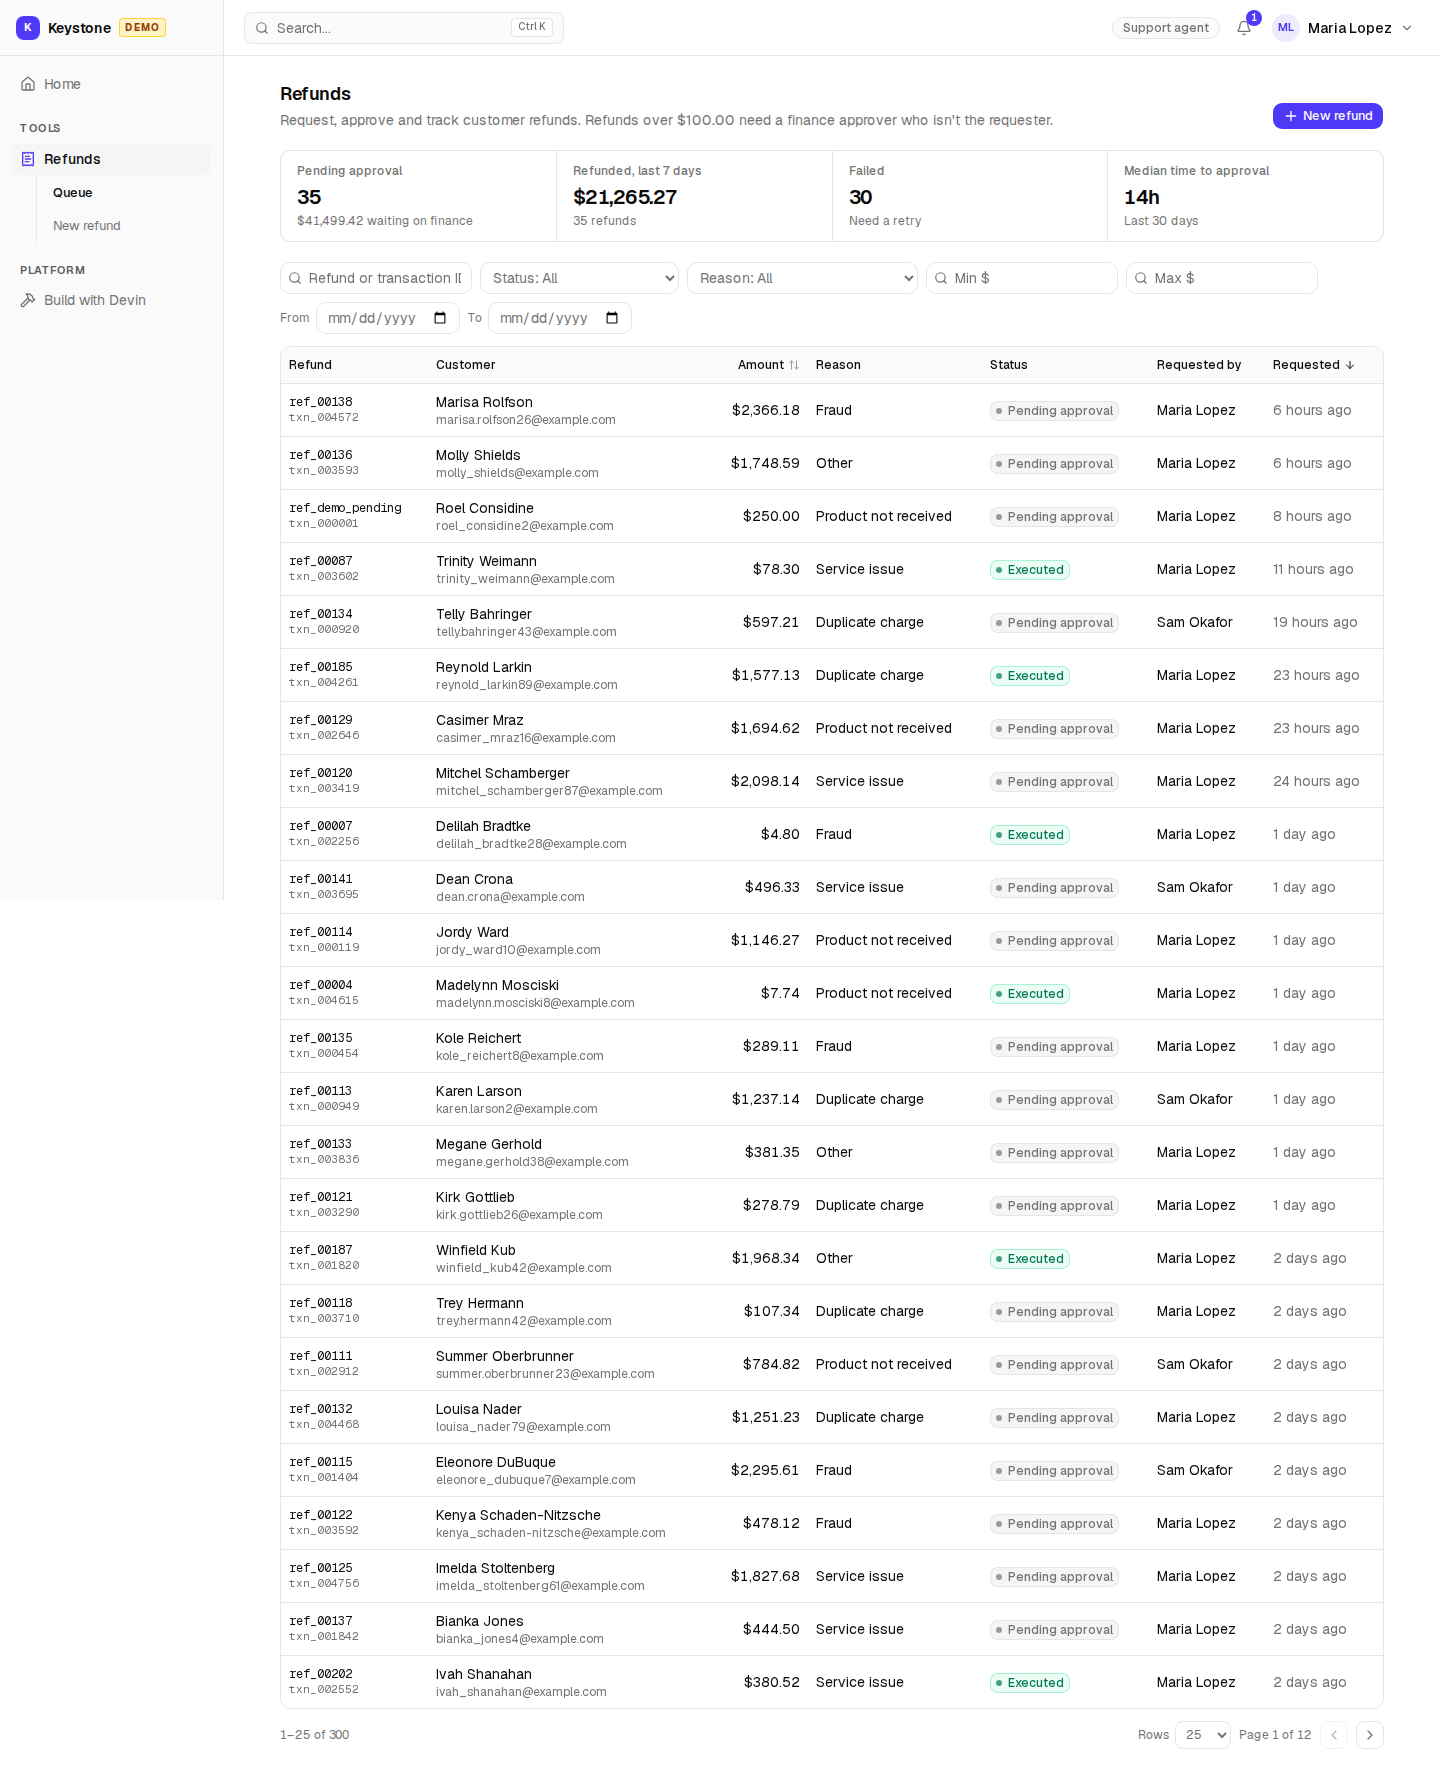 K Keystone DEMO
Search... Ctrl K
Support agent 1 ML Maria Lopez
Home
TOOLS
Refunds
Queue
New refund
PLATFORM
Build with Devin
Refunds
Request, approve and track customer refunds. Refunds over $100.00 need a finance approver who isn't the requester.
New refund
Pending approval
35
$41,499.42 waiting on finance
Refunded, last 7 days
$21,265.27
35 refunds
Failed
30
Need a retry
Median time to approval
14h
Last 30 days
Refund or transaction I Status: All Reason: All Min $ Max $
From mm/dd/yyyy To mm/dd/yyyy
Refund Customer Amount Reason Status Requested by Requested
ref_00138 Marisa Rolfson $2,366.18 Fraud Pending approval Maria Lopez 6 hours ago
txn_004572 marisa.rolfson26@example.com
ref_00136 Molly Shields $1,748.59 Other Pending approval Maria Lopez 6 hours ago
txn_003593 molly_shields@example.com
ref_demo_pending Roel Considine $250.00 Product not received Pending approval Maria Lopez 8 hours ago
txn_000001 roel_considine2@example.com
ref_00087 Trinity Weimann $78.30 Service issue Executed Maria Lopez 11 hours ago
txn_003602 trinity_weimann@example.com
ref_00134 Telly Bahringer $597.21 Duplicate charge Pending approval Sam Okafor 19 hours ago
txn_000920 telly.bahringer43@example.com
ref_00185 Reynold Larkin $1,577.13 Duplicate charge Executed Maria Lopez 23 hours ago
txn_004261 reynold_larkin89@example.com
ref_00129 Casimer Mraz $1,694.62 Product not received Pending approval Maria Lopez 23 hours ago
txn_002646 casimer_mraz16@example.com
ref_00120 Mitchel Schamberger $2,098.14 Service issue Pending approval Maria Lopez 24 hours ago
txn_003419 mitchel_schamberger87@example.com
ref_00007 Delilah Bradtke $4.80 Fraud Executed Maria Lopez 1 day ago
txn_002256 delilah_bradtke28@example.com
ref_00141 Dean Crona $496.33 Service issue Pending approval Sam Okafor 1 day ago
txn_003695 dean.crona@example.com
ref_00114 Jordy Ward $1,146.27 Product not received Pending approval Maria Lopez 1 day ago
txn_000119 jordy_ward10@example.com
ref_00004 Madelynn Mosciski $7.74 Product not received Executed Maria Lopez 1 day ago
txn_004615 madelynn.mosciski8@example.com
ref_00135 Kole Reichert $289.11 Fraud Pending approval Maria Lopez 1 day ago
txn_000454 kole_reichert8@example.com
ref_00113 Karen Larson $1,237.14 Duplicate charge Pending approval Sam Okafor 1 day ago
txn_000949 karen.larson2@example.com
ref_00133 Megane Gerhold $381.35 Other Pending approval Maria Lopez 1 day ago
txn_003836 megane.gerhold38@example.com
ref_00121 Kirk Gottlieb $278.79 Duplicate charge Pending approval Maria Lopez 1 day ago
txn_003290 kirk.gottlieb26@example.com
ref_00187 Winfield Kub $1,968.34 Other Executed Maria Lopez 2 days ago
txn_001820 winfield_kub42@example.com
ref_00118 Trey Hermann $107.34 Duplicate charge Pending approval Maria Lopez 2 days ago
txn_003710 trey.hermann42@example.com
ref_00111 Summer Oberbrunner $784.82 Product not received Pending approval Sam Okafor 2 days ago
txn_002912 summer.oberbrunner23@example.com
ref_00132 Louisa Nader $1,251.23 Duplicate charge Pending approval Maria Lopez 2 days ago
txn_004468 louisa_nader79@example.com
ref_00115 Eleonore DuBuque $2,295.61 Fraud Pending approval Sam Okafor 2 days ago
txn_001404 eleonore_dubuque7@example.com
ref_00122 Kenya Schaden-Nitzsche $478.12 Fraud Pending approval Maria Lopez 2 days ago
txn_003592 kenya_schaden-nitzsche@example.com
ref_00125 Imelda Stoltenberg $1,827.68 Service issue Pending approval Maria Lopez 2 days ago
txn_004756 imelda_stoltenberg61@example.com
ref_00137 Bianka Jones $444.50 Service issue Pending approval Maria Lopez 2 days ago
txn_001842 bianka_jones4@example.com
ref_00202 Ivah Shanahan $380.52 Service issue Executed Maria Lopez 2 days ago
txn_002552 ivah_shanahan@example.com
1–25 of 300 Rows 25 Page 1 of 12